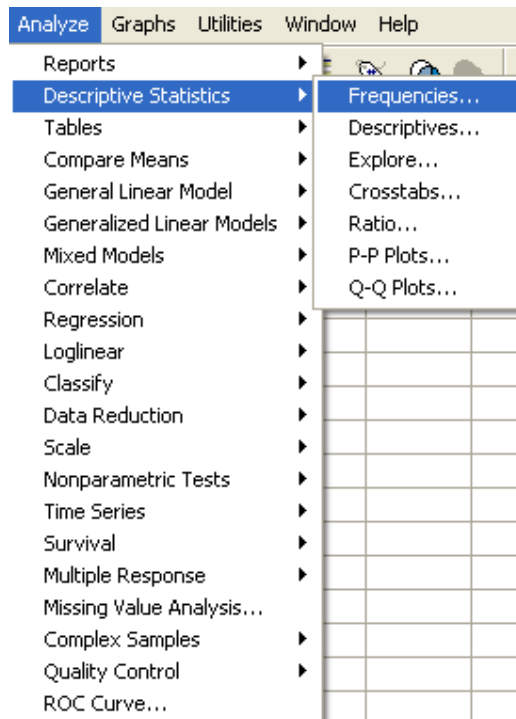 Analyze Graphs Utilities Window Help
Reports
Descriptive Statistics
Tables
Compare Means
General Linear Model
Generalized Linear Models
Mixed Models
Correlate
Regression
Loglinear
Classify
Data Reduction
Scale
Nonparametric Tests
Time Series
Survival
Multiple Response
Missing Value Analysis...
Complex Samples
Quality Control
ROC Curve...
Frequencies...
Descriptives...
Explore...
Crosstabs...
Ratio...
P-P Plots...
Q-Q Plots...